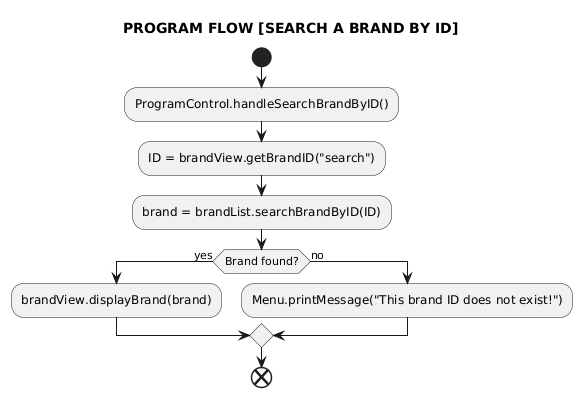 PROGRAM FLOW [SEARCH A BRAND BY ID]
ProgramControl.handleSearchBrandByID()
ID = brandView.getBrandID("search")
brand = brandList.searchBrandByID(ID)
yes
Brand found?
no
brandView.displayBrand(brand)
Menu.printMessage("This brand ID does not exist!")